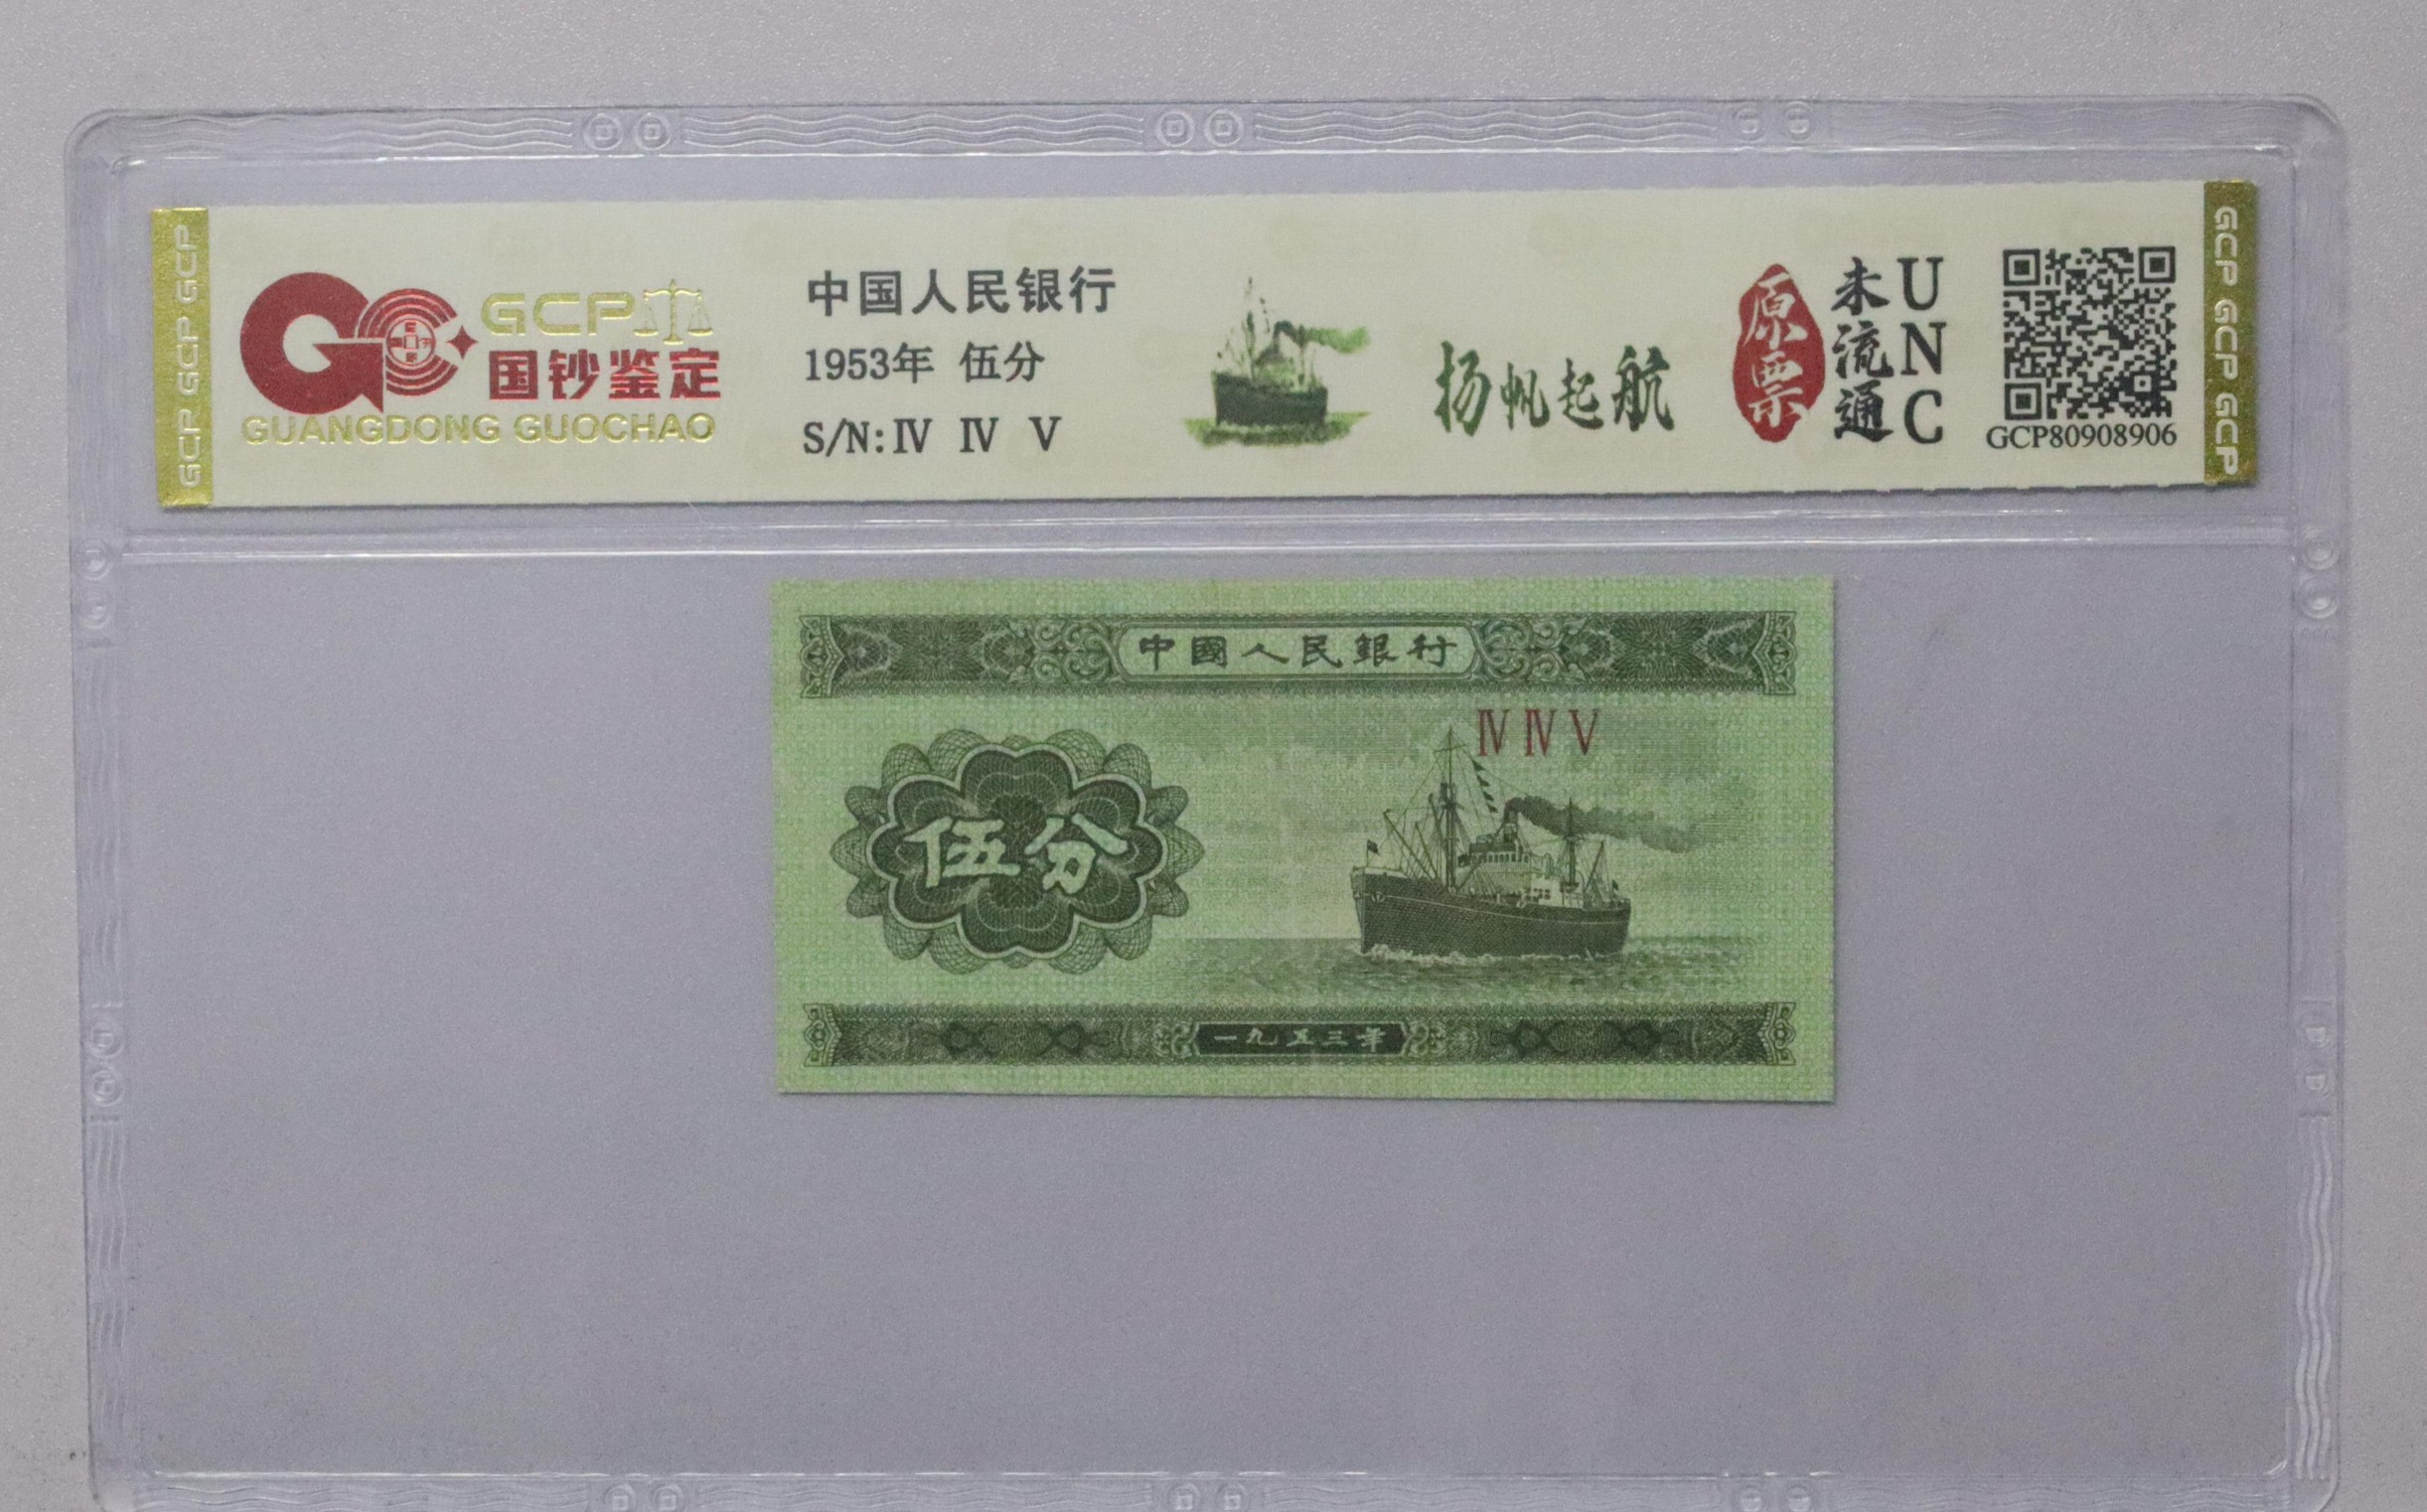 GCP GCP GCP
GCP
国钞鉴定
GUANGDONG GUOCHAO
中国人民银行
1953年 伍分
S/N:Ⅳ Ⅳ Ⅴ
扬帆起航
原票
未流通
UNC
GCP80908906
GCP GCP GCP
中國人民銀行
Ⅳ Ⅳ Ⅴ
伍分
一九五三年